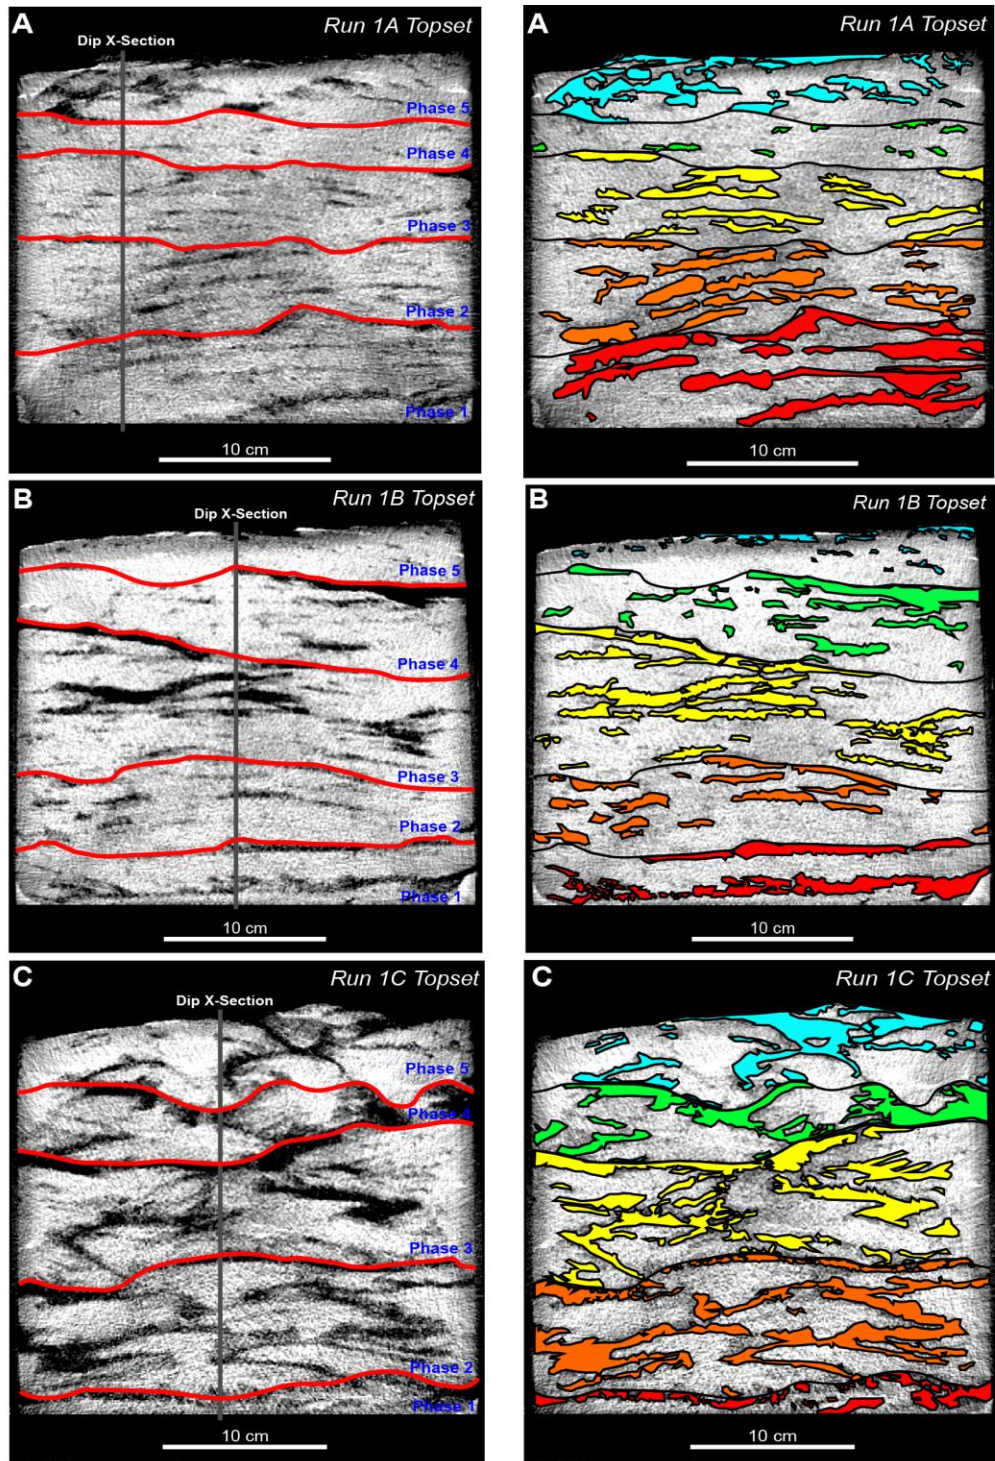 A Run 1A Topset
Dip X-Section
Phase 5
Phase 4
Phase 3
Phase 2
Phase 1
10 cm
A Run 1A Topset
10 cm
B Run 1B Topset
Dip X-Section
Phase 5
Phase 4
Phase 3
Phase 2
Phase 1
10 cm
B Run 1B Topset
10 cm
C Run 1C Topset
Dip X-Section
Phase 5
Phase 4
Phase 3
Phase 2
Phase 1
10 cm
C Run 1C Topset
10 cm